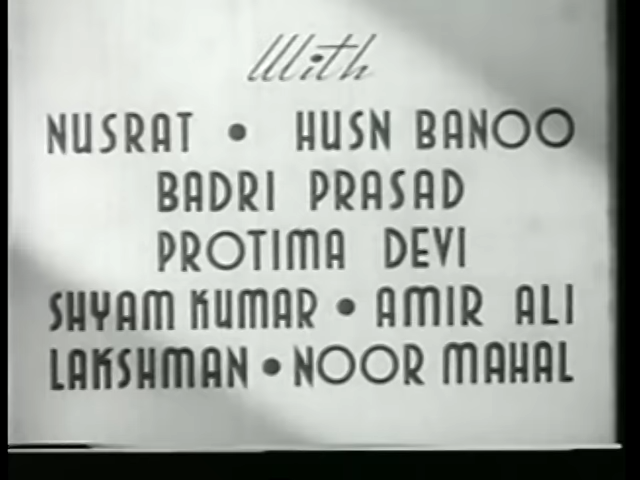 With
NUSRAT • HUSN BANOO
BADRI PRASAD
PROTIMA DEVI
SHYAM KUMAR • AMIR ALI
LAKSHMAN • NOOR MAHAL